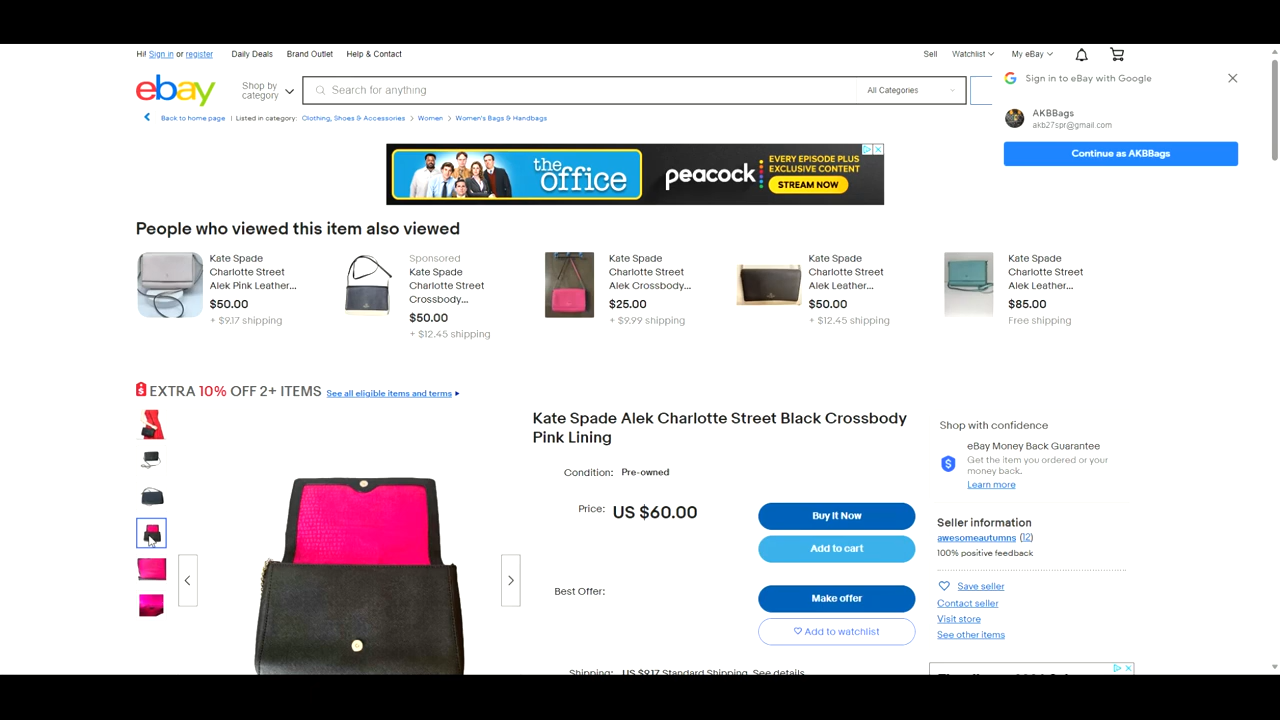 Hi! Sign in or register Daily Deals Brand Outlet Help & Contact Sell Watchlist My eBay
Sign in to eBay with Google
AKBBags
akb27spr@gmail.com
Continue as AKBBags
ebay Shop by category Search for anything All Categories
Back to home page | Listed in category: Clothing, Shoes & Accessories > Women > Women's Bags & Handbags
the office peacock EVERY EPISODE PLUS
EXCLUSIVE CONTENT
STREAM NOW
People who viewed this item also viewed
Kate Spade
Charlotte Street
Alek Pink Leather...
$50.00
+ $9.17 shipping
Sponsored
Kate Spade
Charlotte Street
Crossbody...
$50.00
+ $12.45 shipping
Kate Spade
Charlotte Street
Alek Crossbody...
$25.00
+ $9.99 shipping
Kate Spade
Charlotte Street
Alek Leather...
$50.00
+ $12.45 shipping
Kate Spade
Charlotte Street
Alek Leather...
$85.00
Free shipping
EXTRA 10% OFF 2+ ITEMS See all eligible items and terms
Kate Spade Alek Charlotte Street Black Crossbody
Pink Lining
Condition: Pre-owned
Price: US $60.00
Buy It Now
Add to cart
Best Offer:
Make offer
Add to watchlist
Shipping: US $9.17 Standard Shipping. See details
Shop with confidence
eBay Money Back Guarantee
Get the item you ordered or your
money back.
Learn more
Seller information
awesomeautumns (12)
100% positive feedback
Save seller
Contact seller
Visit store
See other items